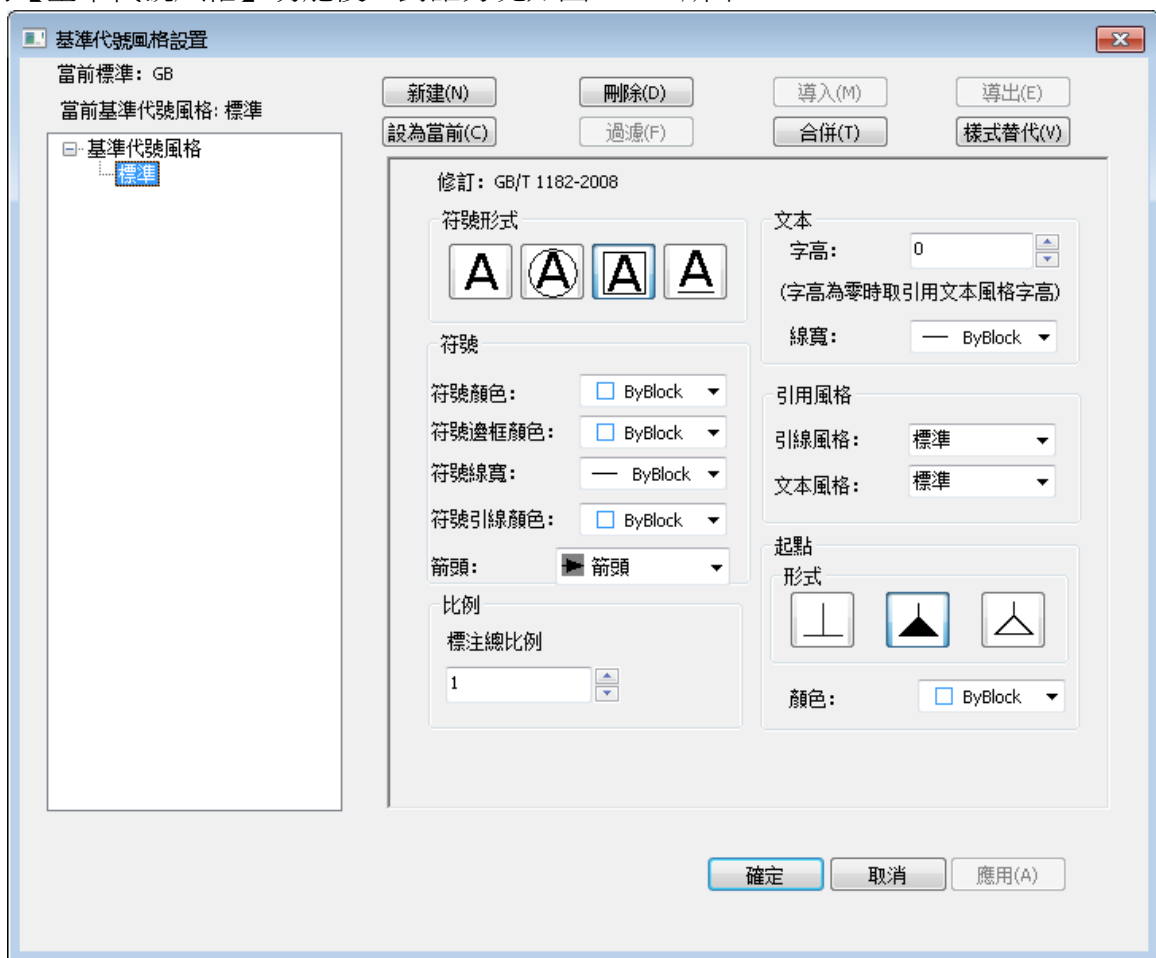 基準代號風格設置
當前標準：GB
當前基準代號風格：標準
新建(N) 刪除(D) 導入(M) 導出(E)
設為當前(C) 過濾(F) 合併(T) 樣式替代(V)
基準代號風格
標準
修訂：GB/T 1182-2008
符號形式
A A A A
符號
符號顏色： ByBlock
符號邊框顏色： ByBlock
符號線寬： ByBlock
符號引線顏色： ByBlock
箭頭： 箭頭
比例
標注總比例
1
文本
字高： 0
(字高為零時取引用文本風格字高)
線寬： ByBlock
引用風格
引線風格： 標準
文本風格： 標準
起點
形式
顏色： ByBlock
確定 取消 應用(A)